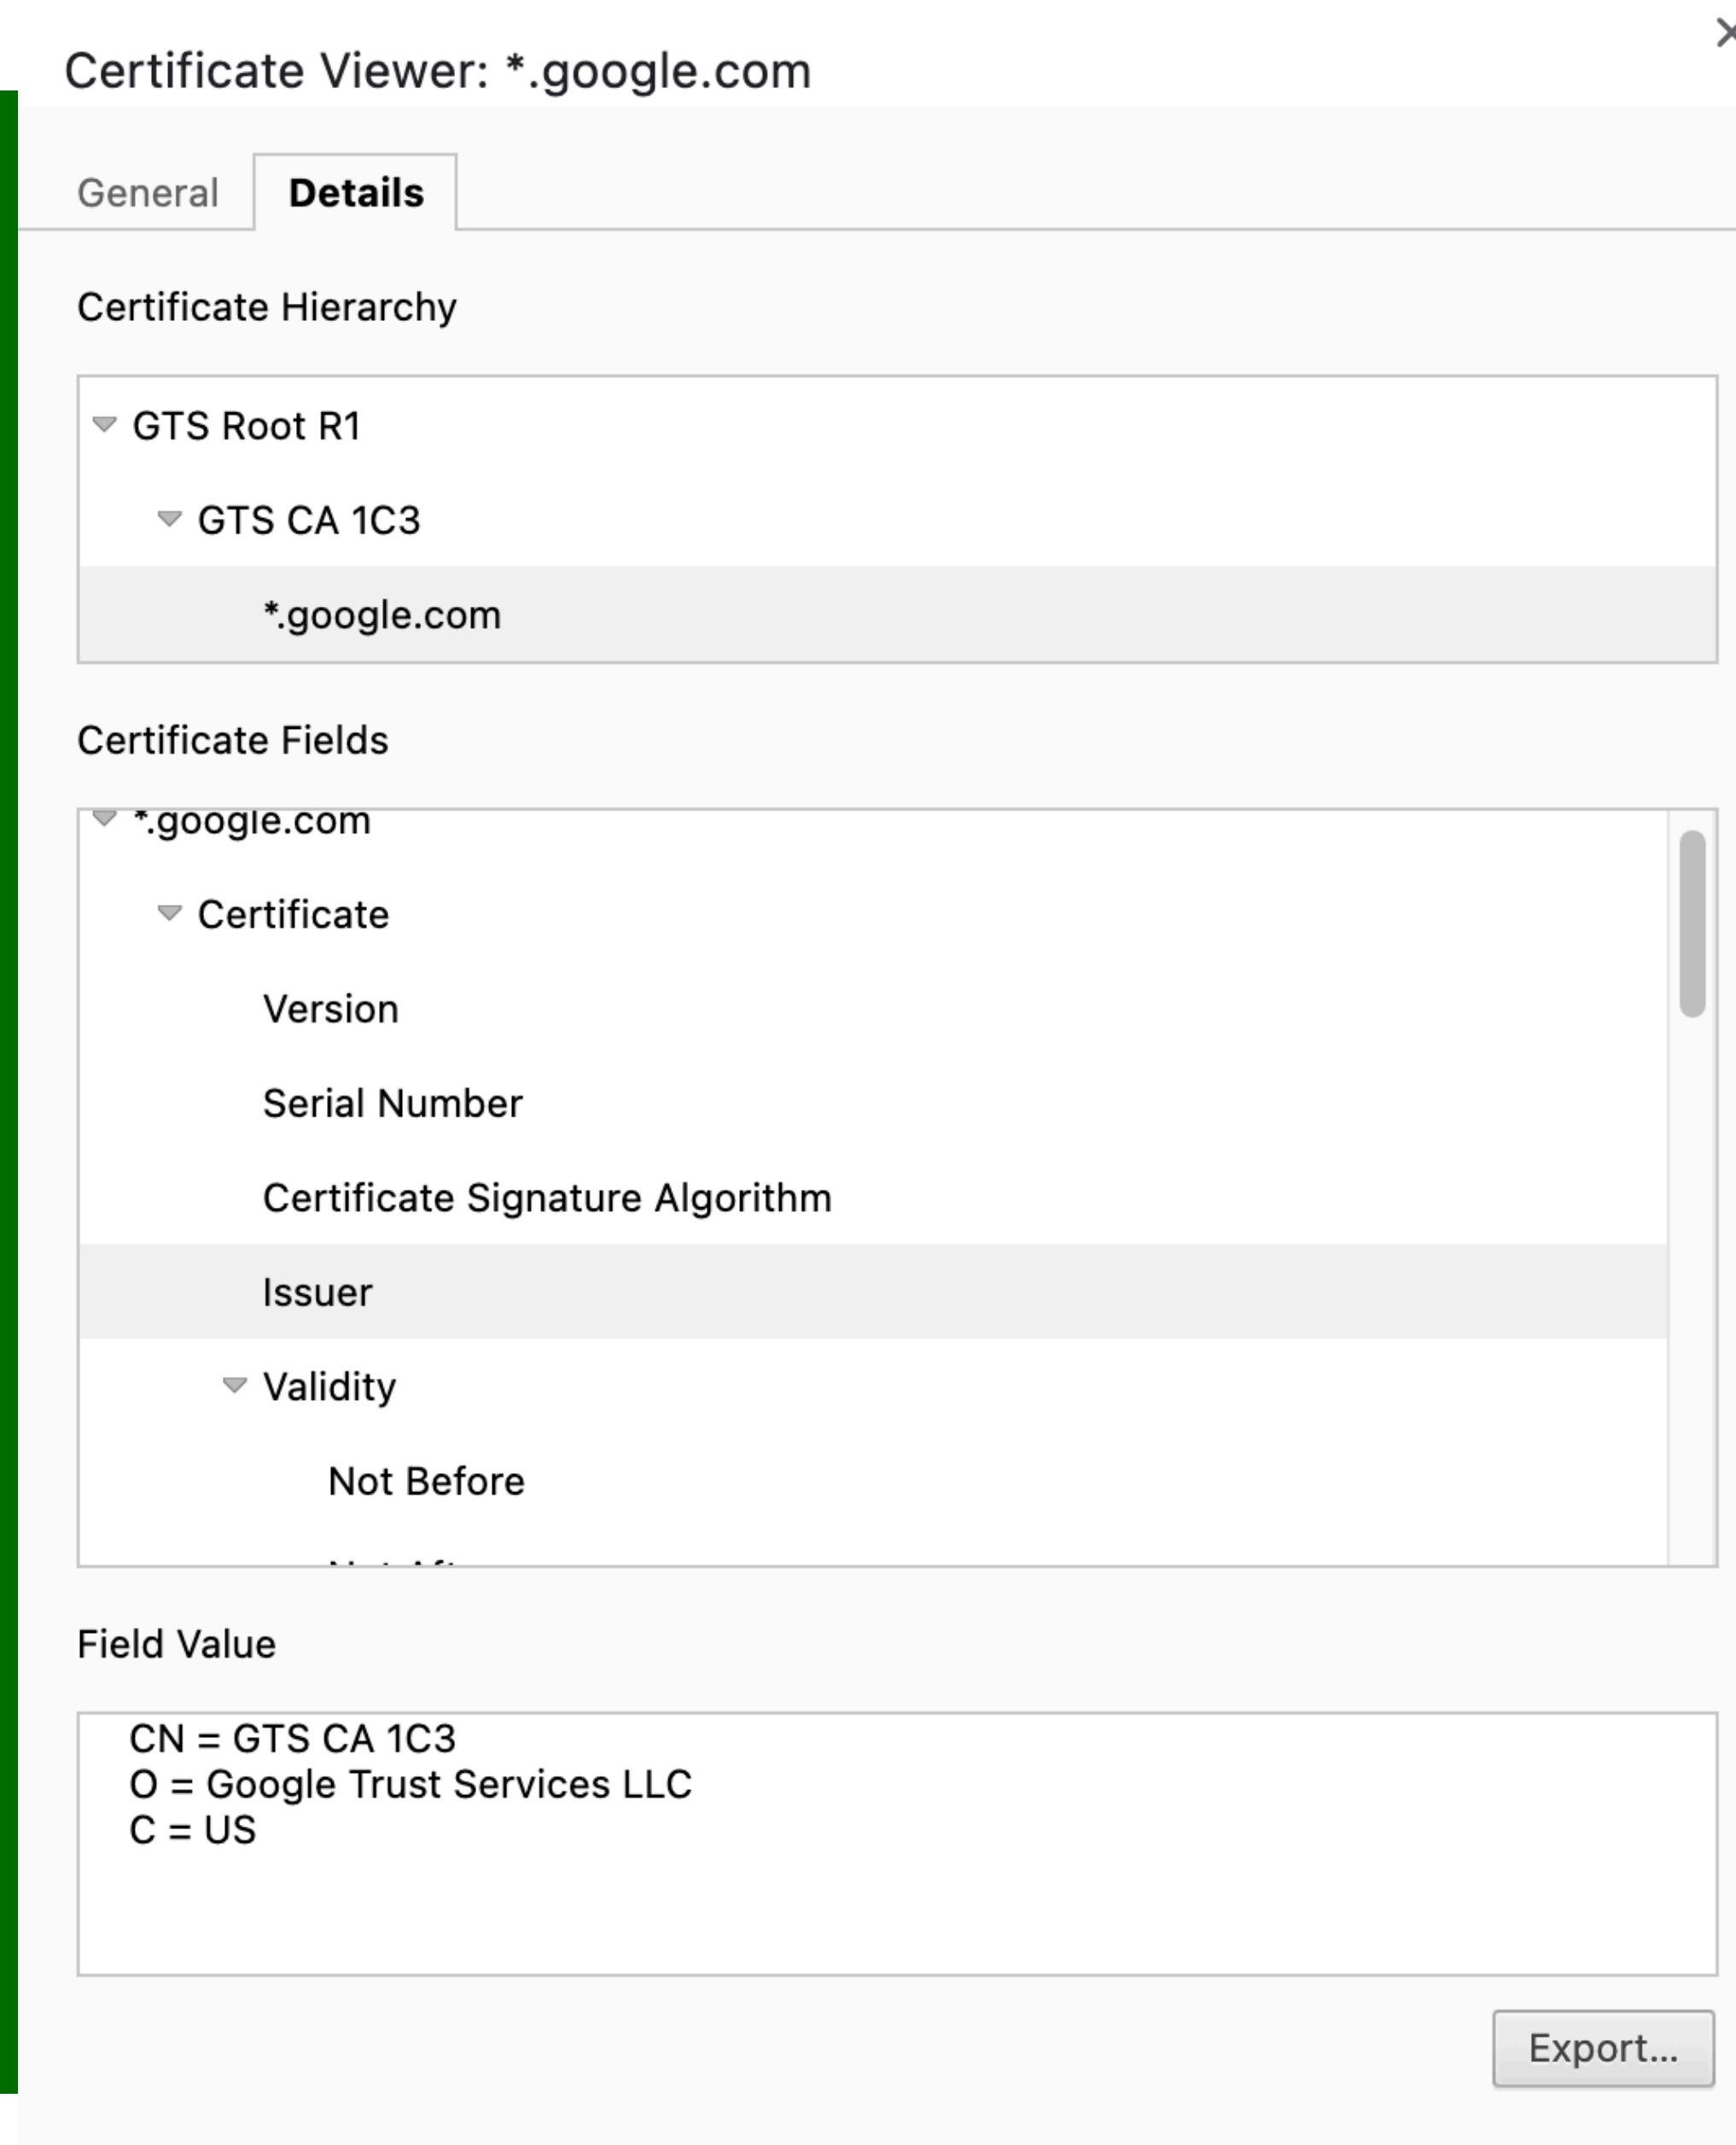 Certificate Viewer: *.google.com
General
Details
Certificate Hierarchy
GTS Root R1
GTS CA 1C3
*.google.com
Certificate Fields
*.google.com
Certificate
Version
Serial Number
Certificate Signature Algorithm
Issuer
Validity
Not Before
Field Value
CN = GTS CA 1C3
O = Google Trust Services LLC
C = US
Export...